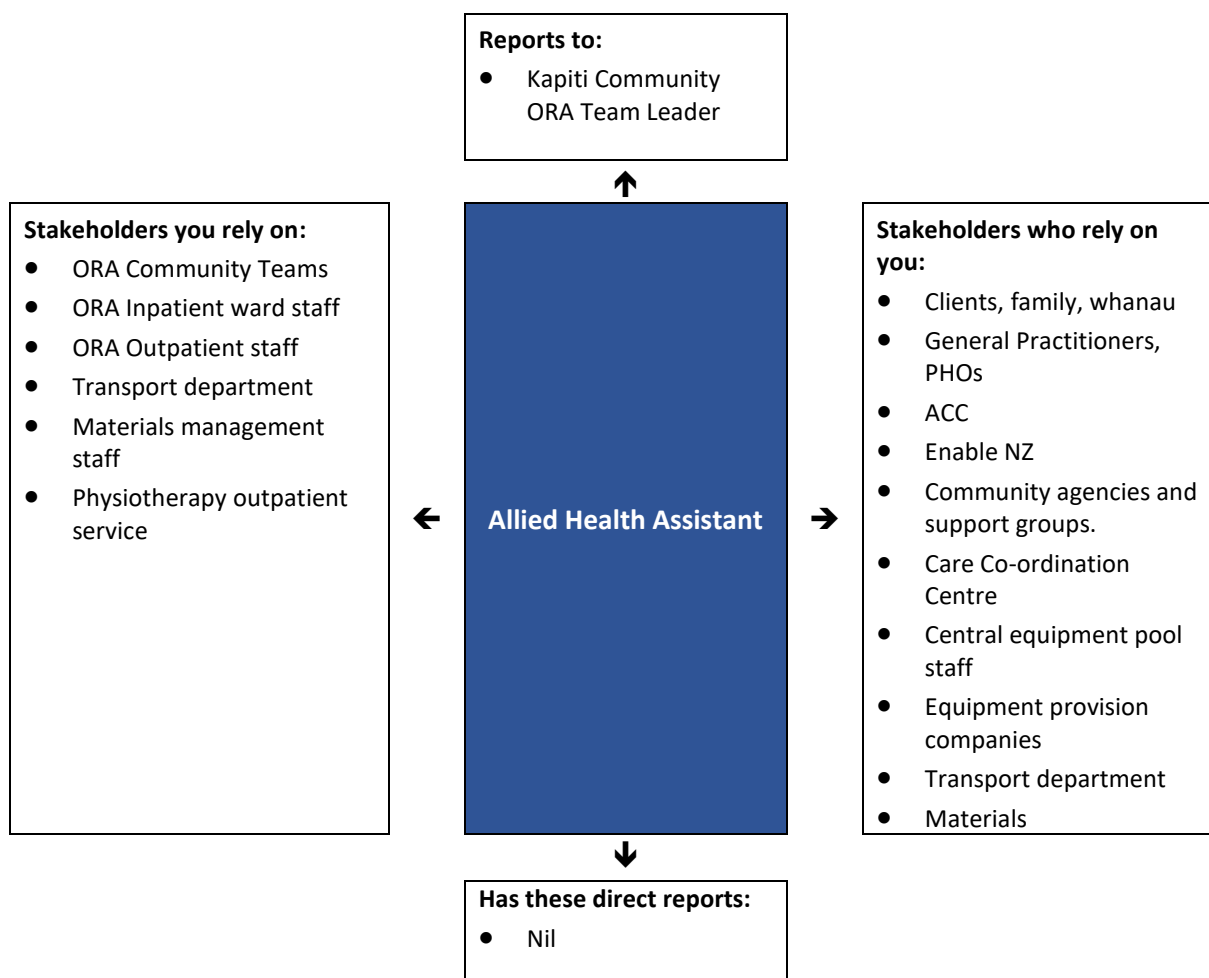 Reports to:
● Kapiti Community
ORA Team Leader
Stakeholders you rely on:
● ORA Community Teams
● ORA Inpatient ward staff
● ORA Outpatient staff
● Transport department
● Materials management
staff
● Physiotherapy outpatient
service
Allied Health Assistant
Stakeholders who rely on
you:
● Clients, family, whanau
● General Practitioners,
PHOs
● ACC
● Enable NZ
● Community agencies and
support groups.
● Care Co-ordination
Centre
● Central equipment pool
staff
● Equipment provision
companies
● Transport department
● Materials
Has these direct reports:
● Nil